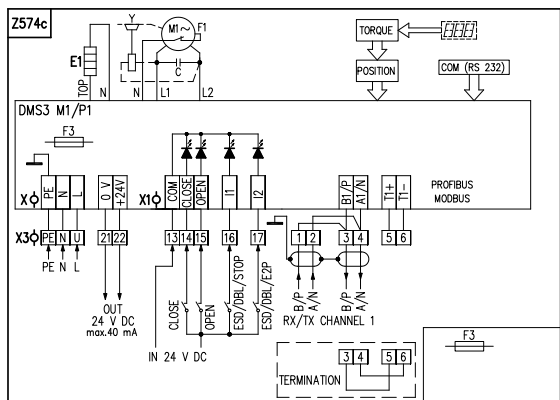 Z574c
Y
M1~
F1
E1
C
TOP
N
N
L1
L2
TORQUE
POSITION
COM (RS 232)
DMS3 M1/P1
F3
X
PE
N
L
0 V
+24V
X1
COM
CLOSE
OPEN
I1
I2
B1/P
A1/N
T1+
T1-
PROFIBUS
MODBUS
X3
PE
N
U
21
22
13
14
15
16
17
1
2
3
4
5
6
PE N L
OUT
24 V DC
max.40 mA
CLOSE
OPEN
ESD/DBL/STOP
ESD/DBL/E2P
IN 24 V DC
B/P
A/N
B/P
A/N
RX/TX CHANNEL 1
TERMINATION
3 4
5 6
F3